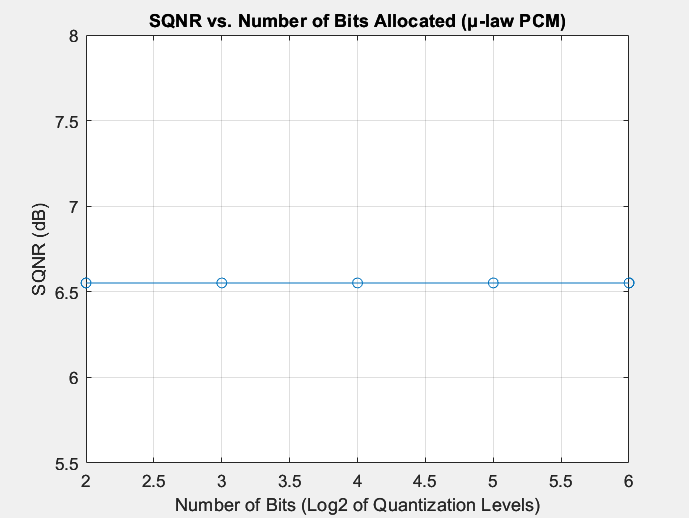 SQNR vs. Number of Bits Allocated (μ-law PCM)
8
7.5
7
6.5
6
5.5
SQNR (dB)
2 2.5 3 3.5 4 4.5 5 5.5 6
Number of Bits (Log2 of Quantization Levels)